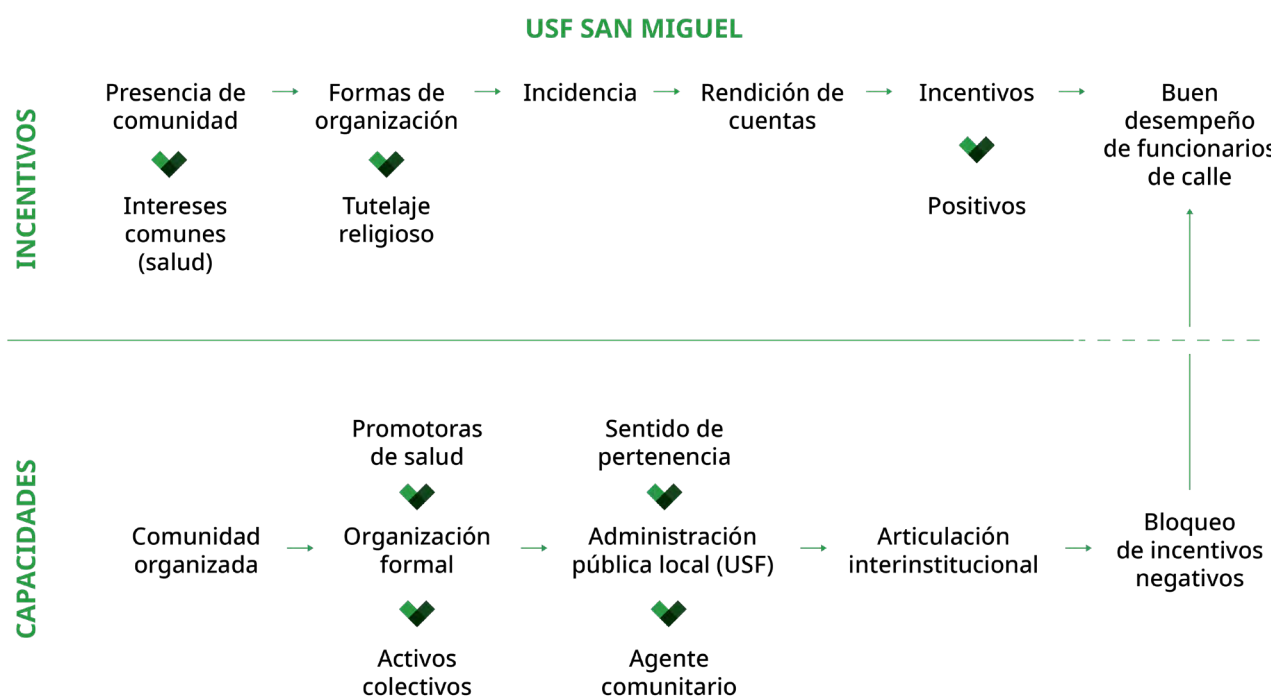 USF SAN MIGUEL
INCENTIVOS
Presencia de
comunidad
Intereses
comunes
(salud)
Formas de
organización
Tutelaje
religioso
Incidencia
Rendición de
cuentas
Incentivos
Positivos
Buen
desempeño
de funcionarios
de calle
CAPACIDADES
Comunidad
organizada
Promotoras
de salud
Organización
formal
Activos
colectivos
Sentido de
pertenencia
Administración
pública local (USF)
Agente
comunitario
Articulación
interinstitucional
Bloqueo
de incentivos
negativos